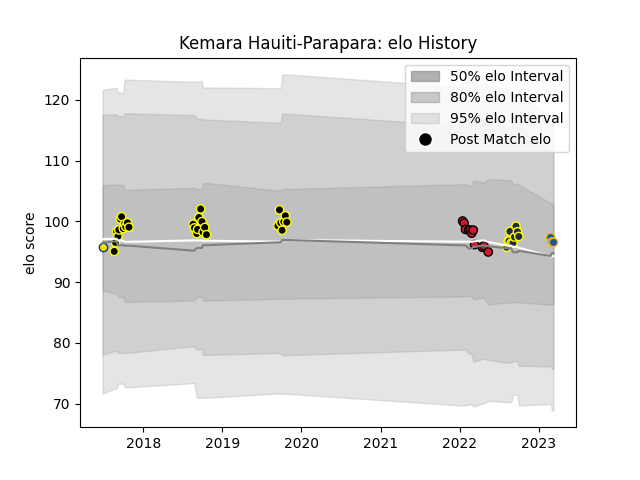 Kemara Hauiti-Parapara: elo History
50% elo Interval
80% elo Interval
95% elo Interval
Post Match elo
elo score
120
110
100
90
80
70
2018 2019 2020 2021 2022 2023